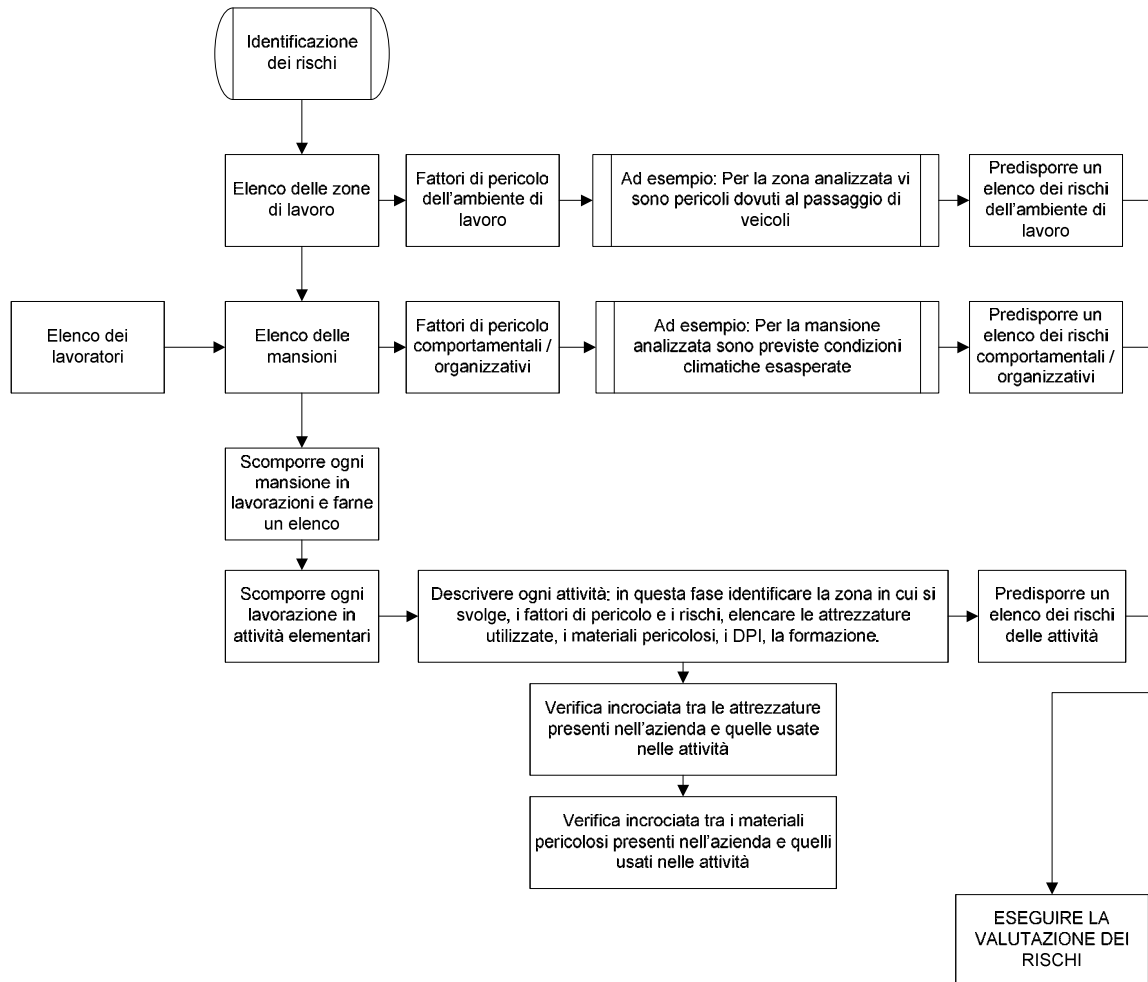 Identificazione
dei rischi
Elenco delle zone
di lavoro
Fattori di pericolo
dell'ambiente di
lavoro
Ad esempio: Per la zona analizzata vi
sono pericoli dovuti al passaggio di
veicoli
Predisporre un
elenco dei rischi
dell'ambiente di
lavoro
Elenco dei
lavoratori
Elenco delle
mansioni
Fattori di pericolo
comportamentali /
organizzativi
Ad esempio: Per la mansione
analizzata sono previste condizioni
climatiche esasperate
Predisporre un
elenco dei rischi
comportamentali /
organizzativi
Scomporre ogni
mansione in
lavorazioni e farne
un elenco
Scomporre ogni
lavorazione in
attività elementari
Descrivere ogni attività: in questa fase identificare la zona in cui si
svolge, i fattori di pericolo e i rischi, elencare le attrezzature
utilizzate, i materiali pericolosi, i DPI, la formazione.
Predisporre un
elenco dei rischi
delle attività
Verifica incrociata tra le attrezzature
presenti nell'azienda e quelle usate
nelle attività
Verifica incrociata tra i materiali
pericolosi presenti nell'azienda e quelli
usati nelle attività
ESEGUIRE LA
VALUTAZIONE DEI
RISCHI